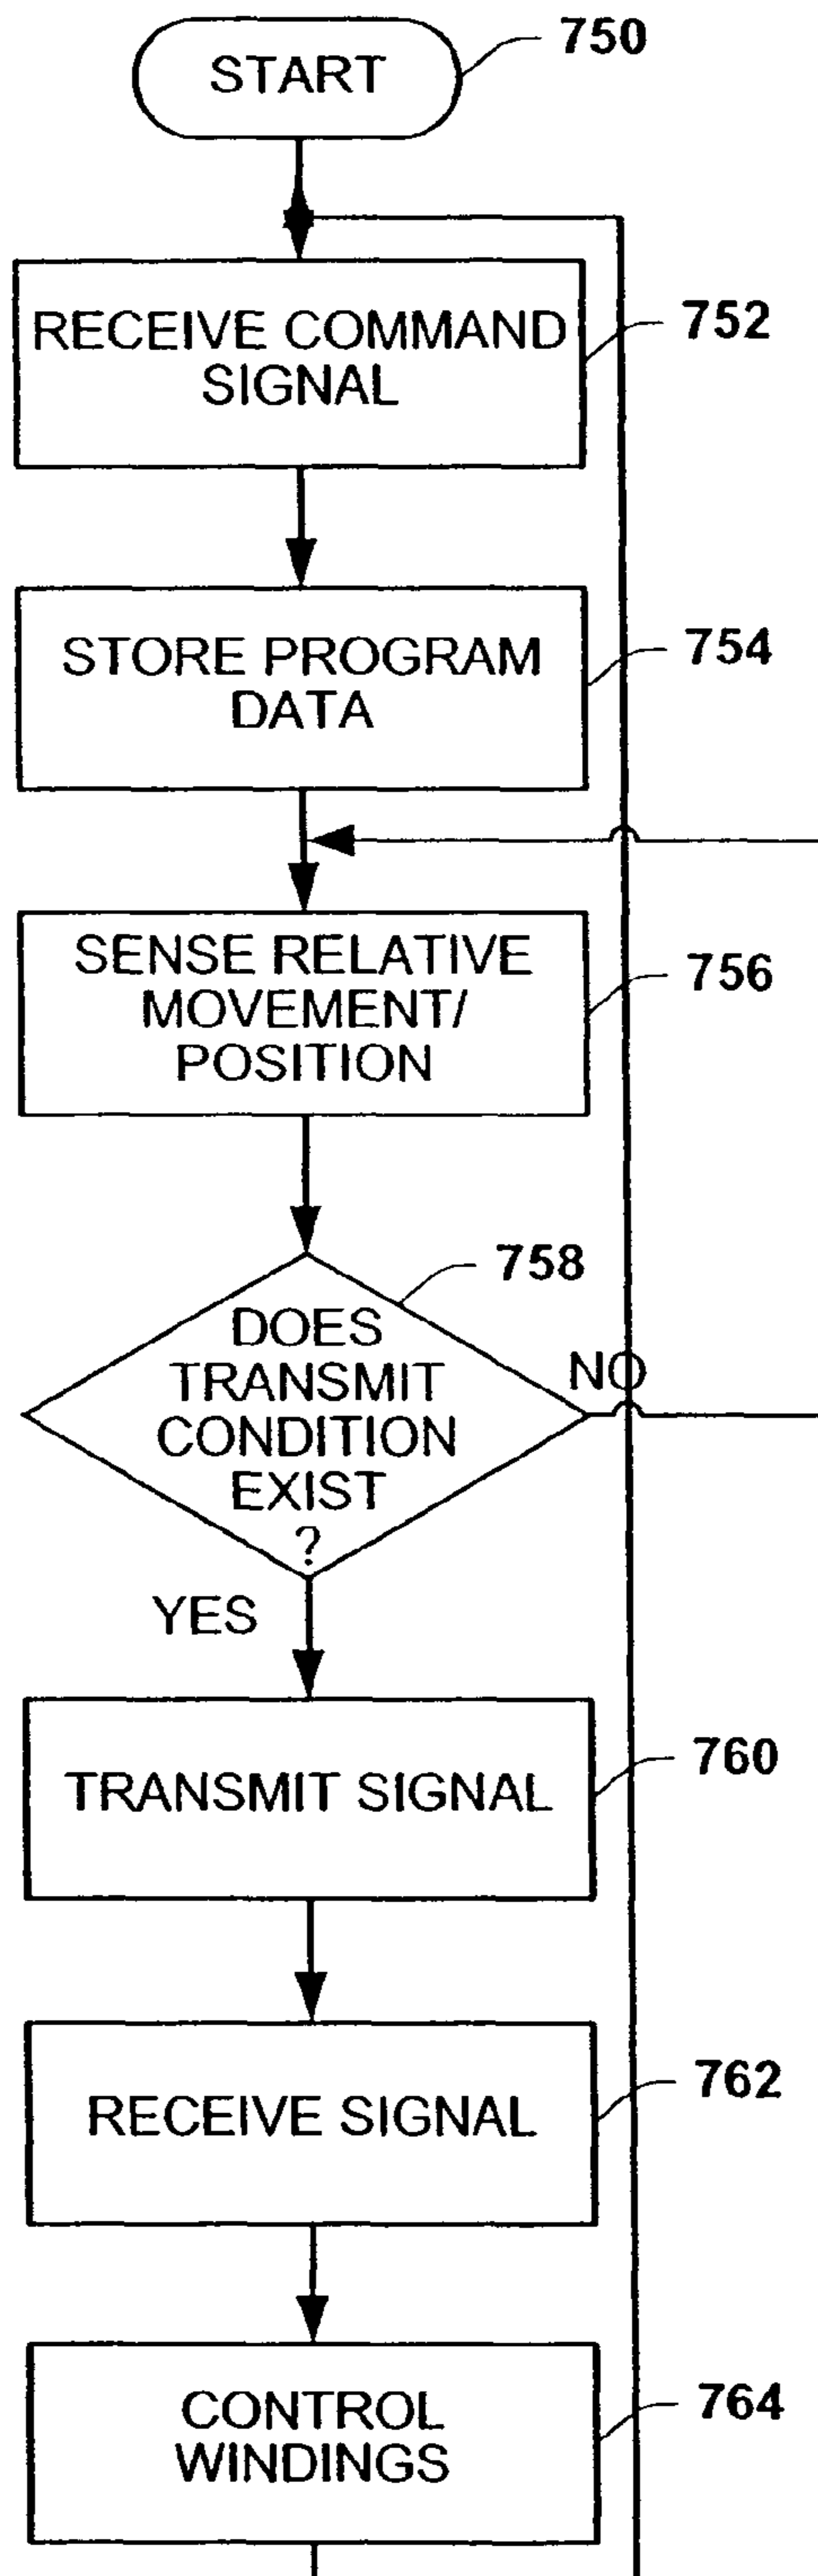 START
750
RECEIVE COMMAND
SIGNAL
752
STORE PROGRAM
DATA
754
SENSE RELATIVE
MOVEMENT/
POSITION
756
758
DOES
TRANSMIT
CONDITION
EXIST
?
NO
YES
TRANSMIT SIGNAL
760
RECEIVE SIGNAL
762
CONTROL
WINDINGS
764